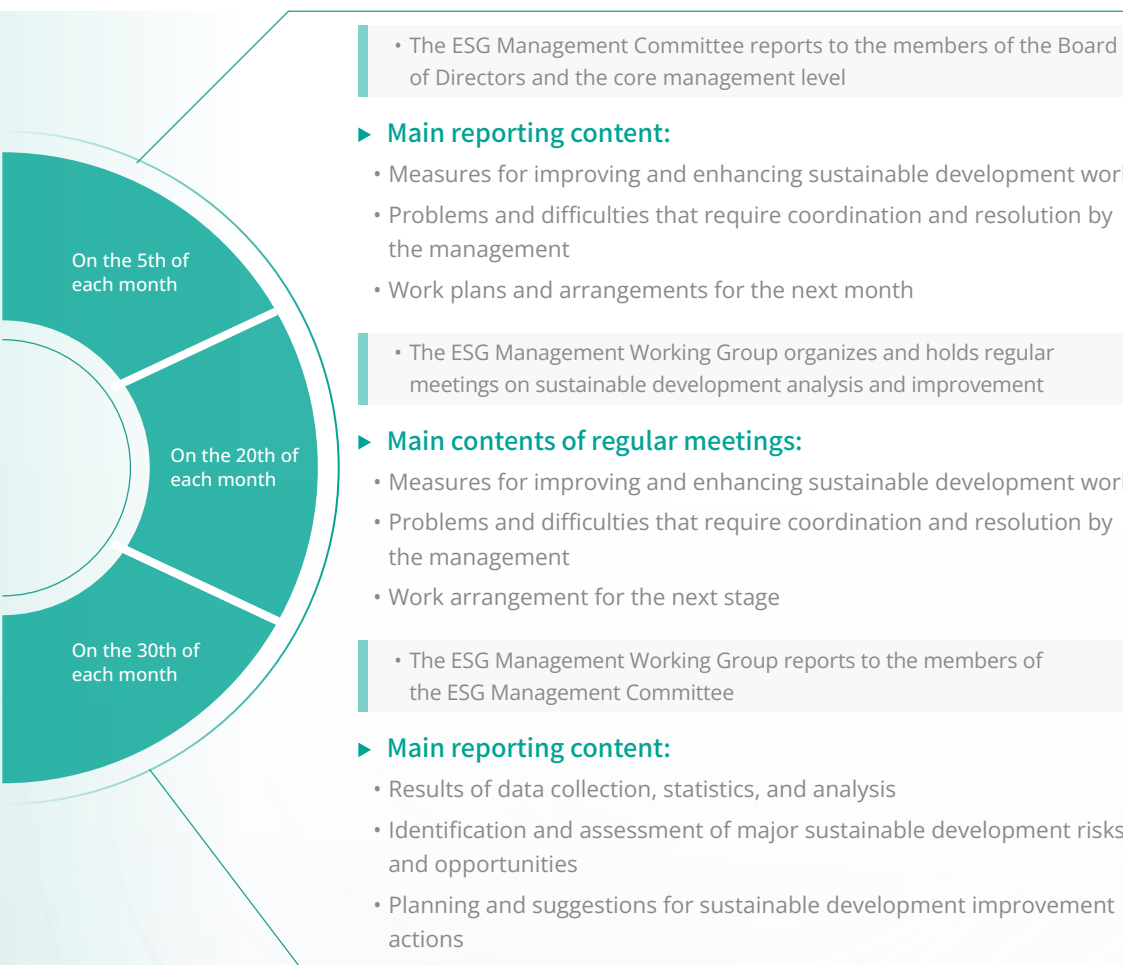 On the 5th of
each month
• The ESG Management Committee reports to the members of the Board
of Directors and the core management level
► Main reporting content:
• Measures for improving and enhancing sustainable development work
• Problems and difficulties that require coordination and resolution by
the management
• Work plans and arrangements for the next month
On the 20th of
each month
• The ESG Management Working Group organizes and holds regular
meetings on sustainable development analysis and improvement
► Main contents of regular meetings:
• Measures for improving and enhancing sustainable development work
• Problems and difficulties that require coordination and resolution by
the management
• Work arrangement for the next stage
On the 30th of
each month
• The ESG Management Working Group reports to the members of
the ESG Management Committee
► Main reporting content:
• Results of data collection, statistics, and analysis
• Identification and assessment of major sustainable development risks
and opportunities
• Planning and suggestions for sustainable development improvement
actions